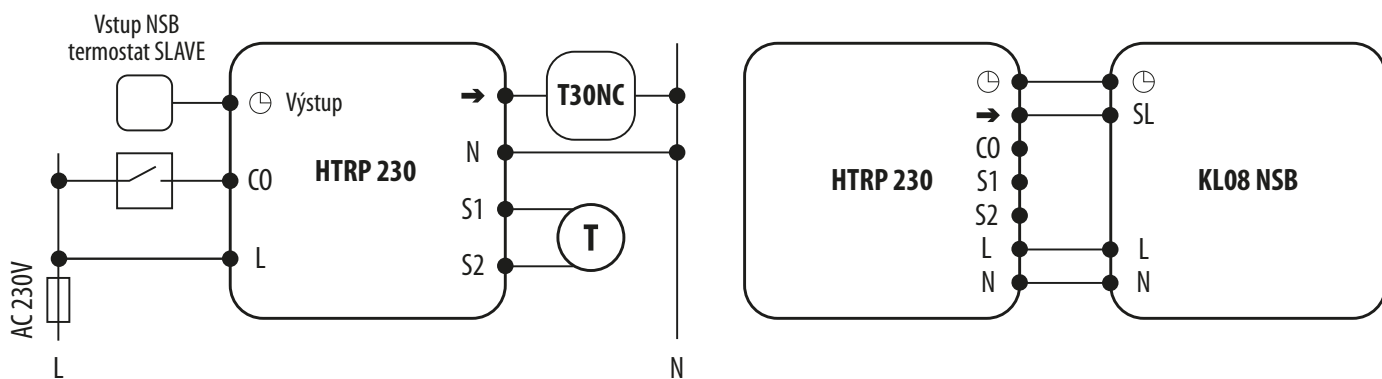 Vstup NSB
termostat SLAVE
Výstup
HTRP 230
CO
L
➔
N
S1
S2
T30NC
T
AC 230V
L
N
HTRP 230
➔
CO
S1
S2
L
N
SL
L
N
KL08 NSB